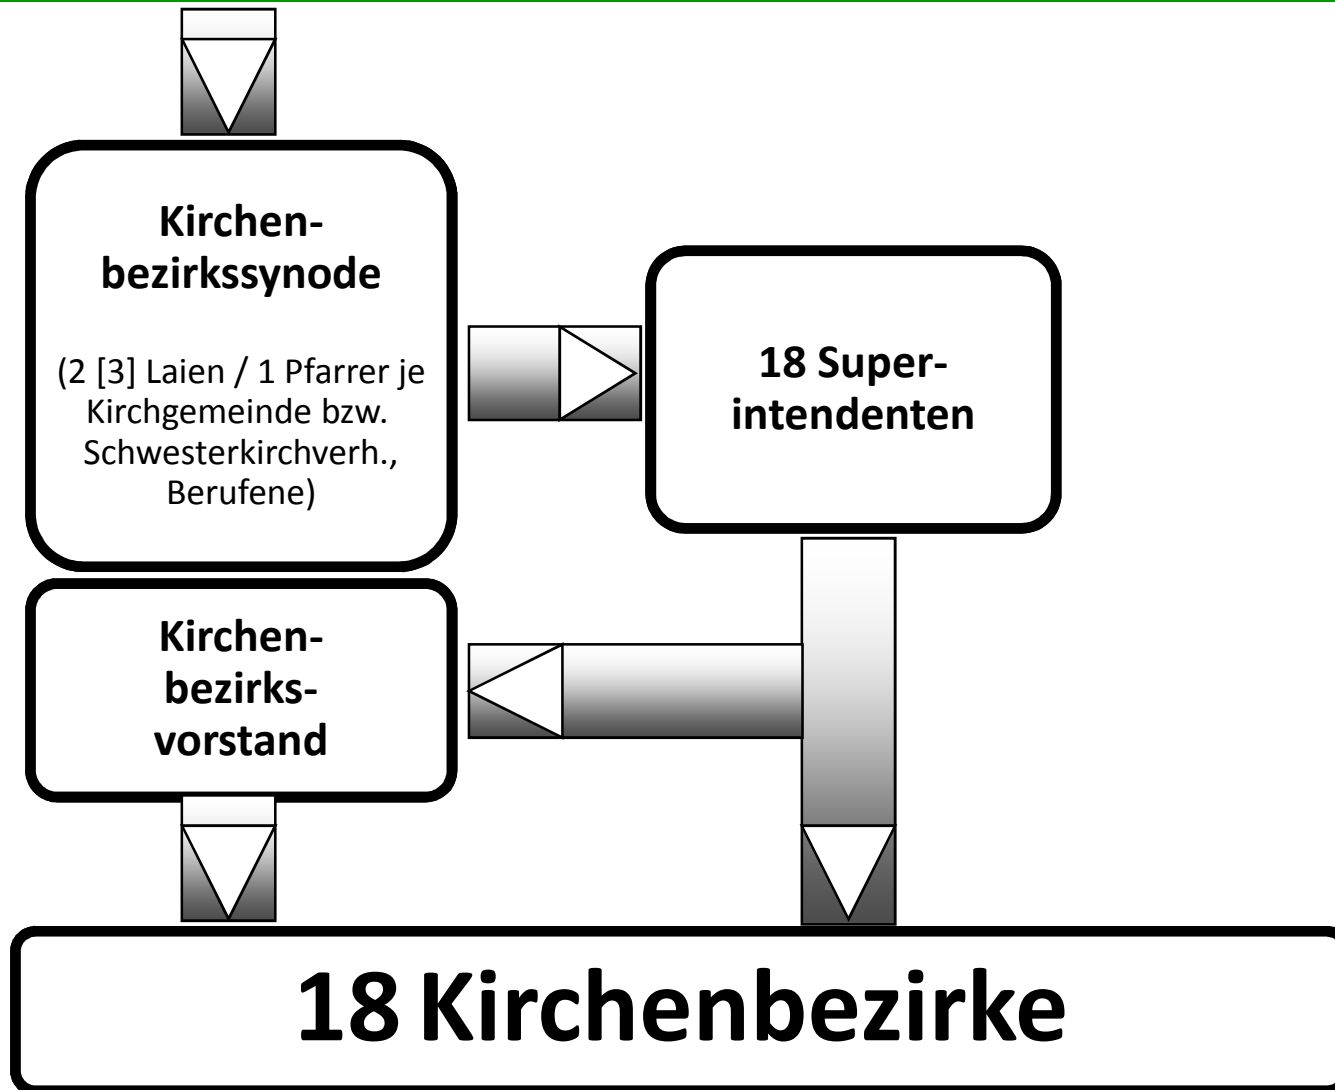 Kirchen-
bezirkssynode
(2 [3] Laien / 1 Pfarrer je
Kirchgemeinde bzw.
Schwesterkirchverh.,
Berufene)
18 Super-
intendenten
Kirchen-
bezirks-
vorstand
18 Kirchenbezirke